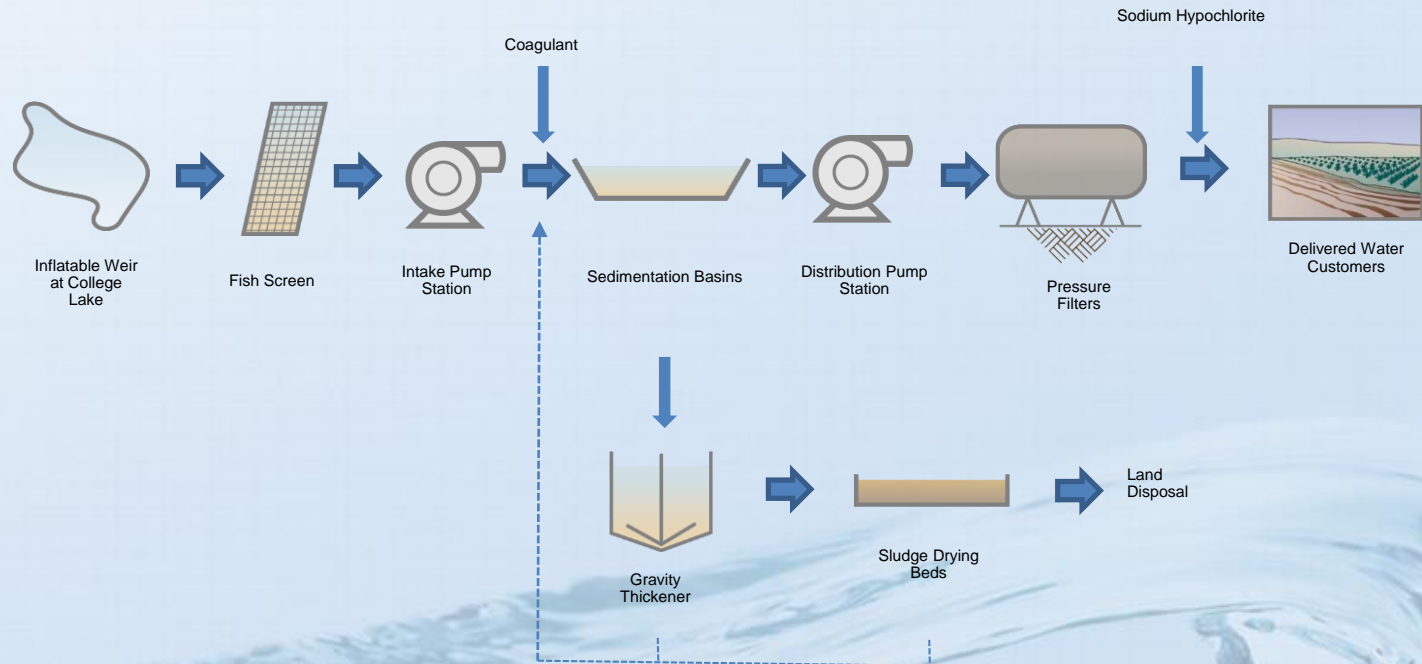 Sodium Hypochlorite
Coagulant
Inflatable Weir
at College
Lake
Fish Screen
Intake Pump
Station
Sedimentation Basins
Distribution Pump
Station
Pressure
Filters
Delivered Water
Customers
Gravity
Thickener
Sludge Drying
Beds
Land
Disposal